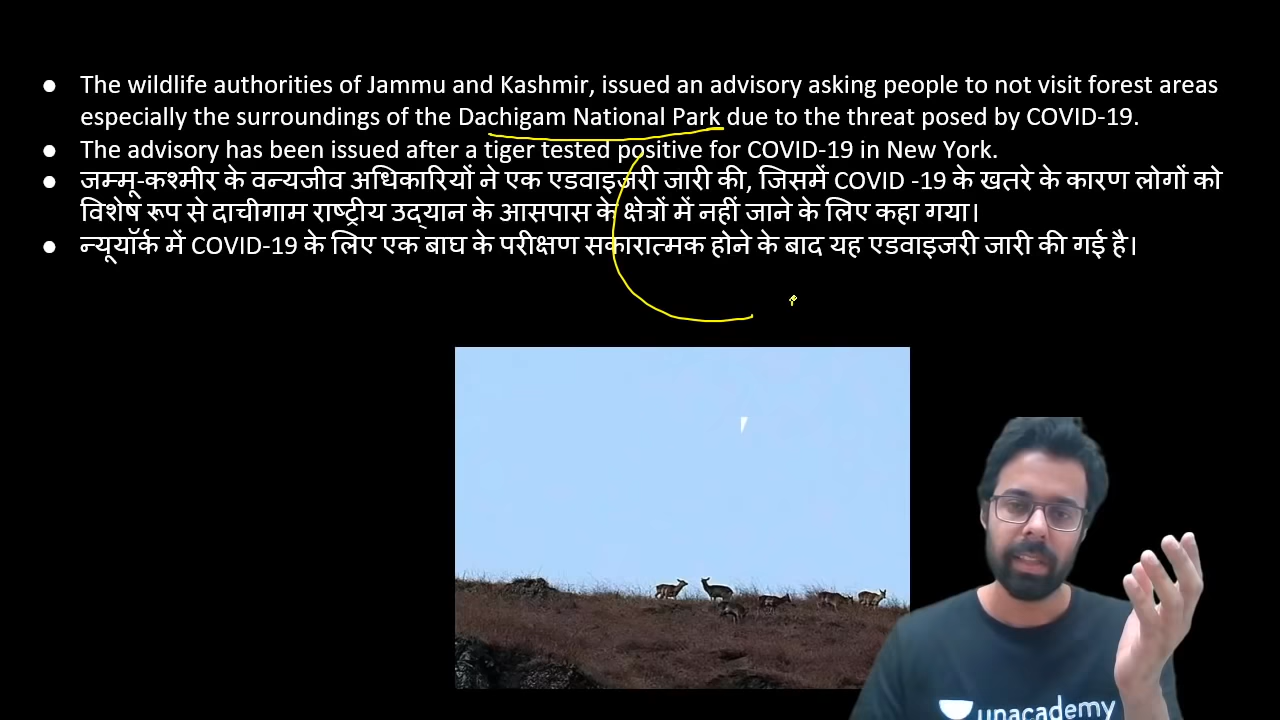 ● The wildlife authorities of Jammu and Kashmir, issued an advisory asking people to not visit forest areas
especially the surroundings of the Dachigam National Park due to the threat posed by COVID-19.
● The advisory has been issued after a tiger tested positive for COVID-19 in New York.
● जम्मू-कश्मीर के वन्यजीव अधिकारियों ने एक एडवाइजरी जारी की, जिसमें COVID -19 के खतरे के कारण लोगों को
विशेष रूप से दाचीगाम राष्ट्रीय उद्यान के आसपास के क्षेत्रों में नहीं जाने के लिए कहा गया।
● न्यूयॉर्क में COVID-19 के लिए एक बाघ के परीक्षण सकारात्मक होने के बाद यह एडवाइजरी जारी की गई है।
unacademy